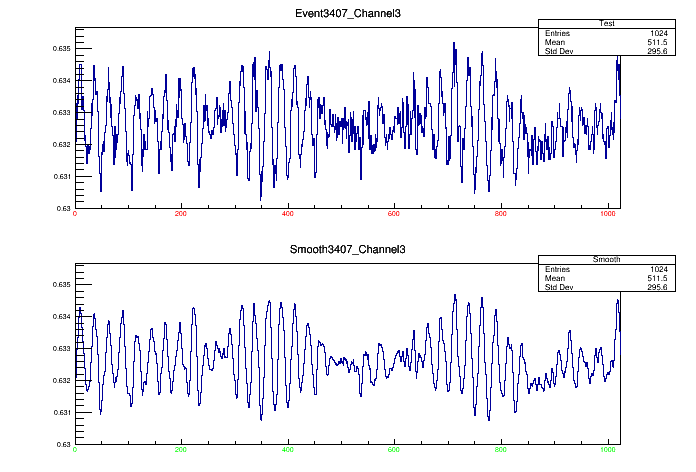 Event3407_Channel3
Test
Entries 1024
Mean 511.5
Std Dev 295.6
0.635
0.634
0.633
0.632
0.631
0.63
0 200 400 600 800 1000
Smooth3407_Channel3
Smooth
Entries 1024
Mean 511.5
Std Dev 295.6
0.635
0.634
0.633
0.632
0.631
0.63
0 200 400 600 800 1000